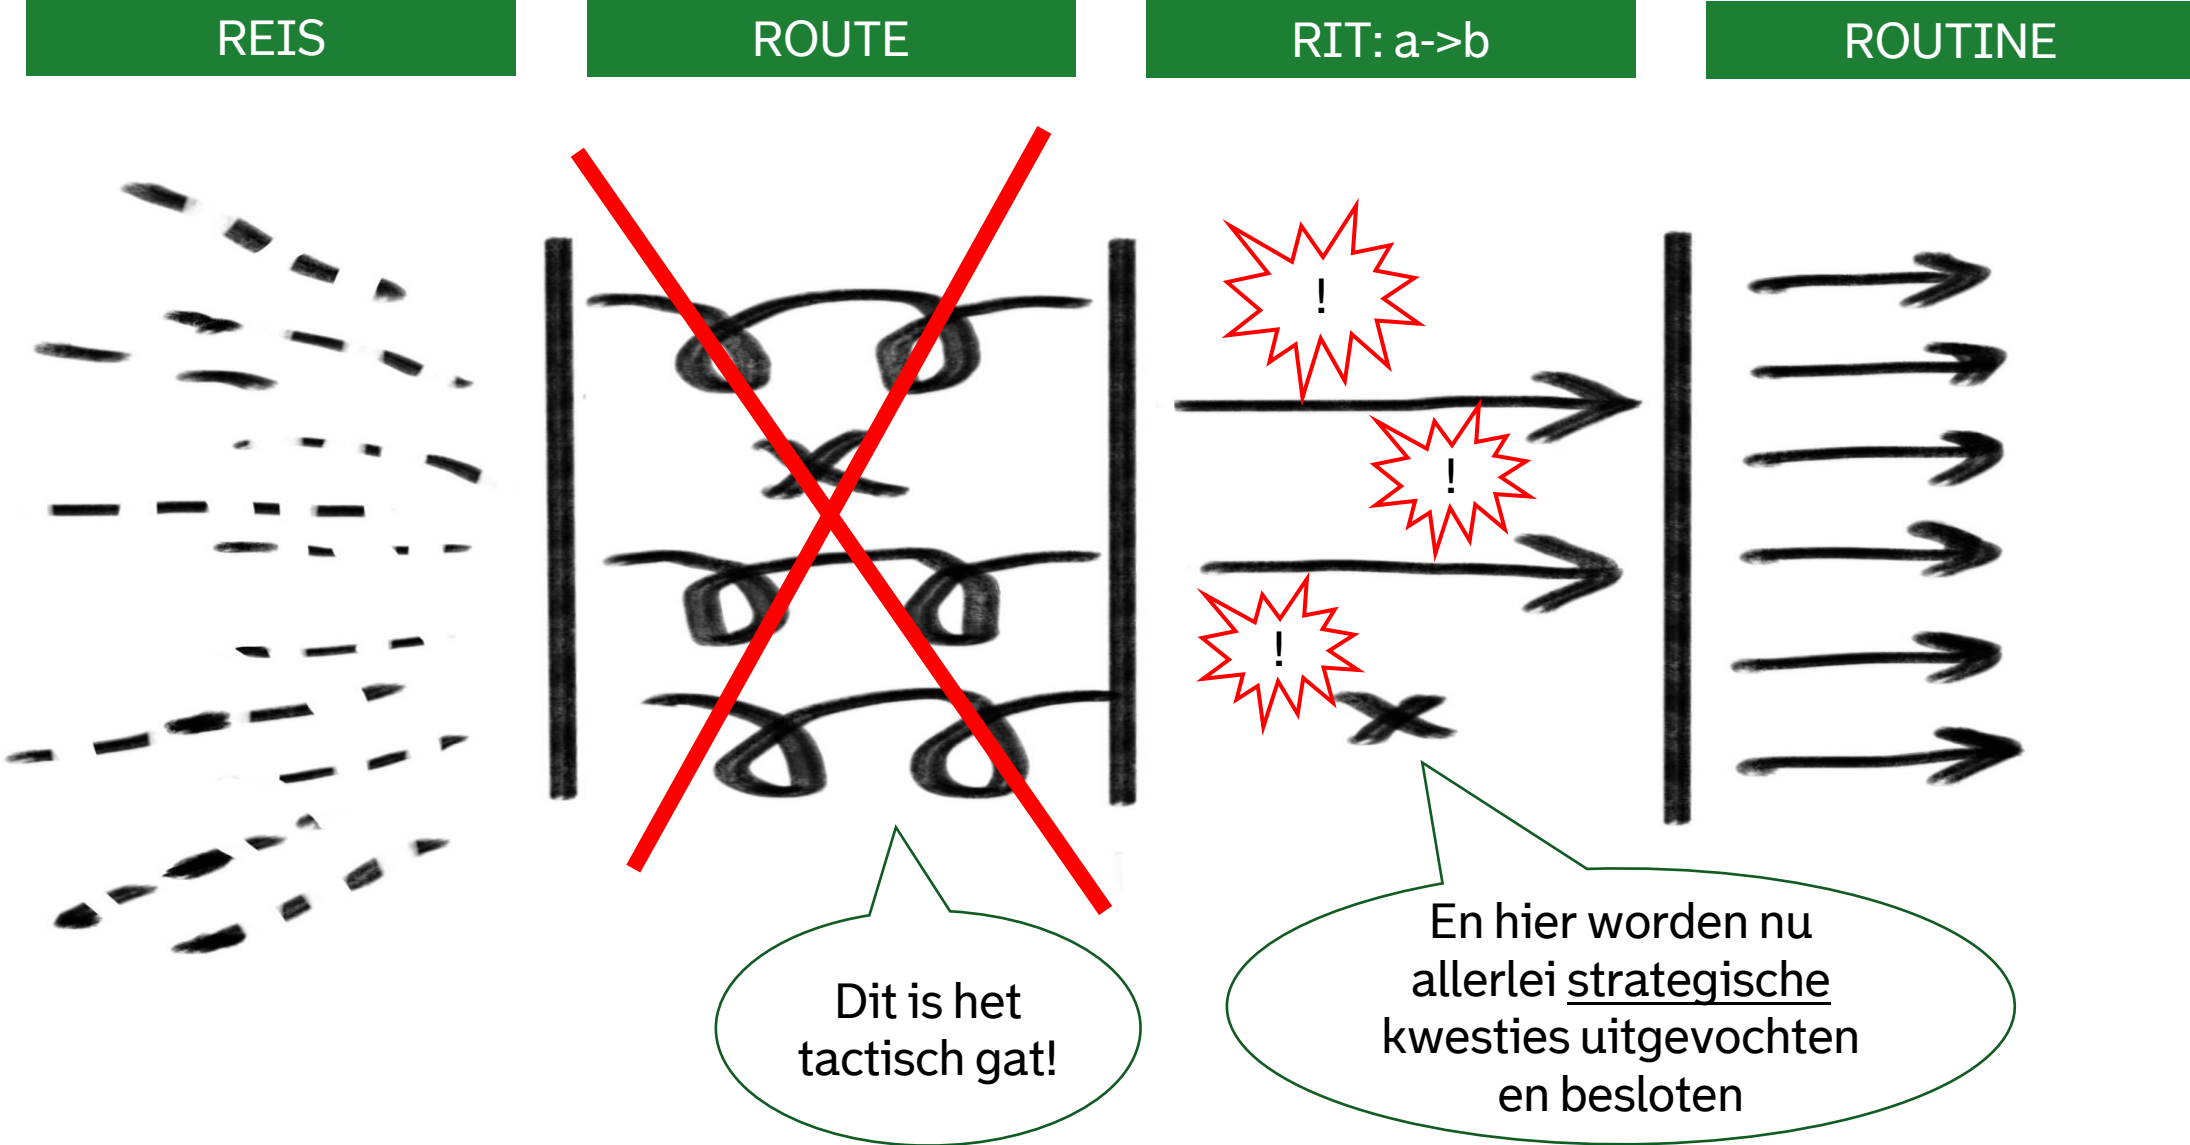 REIS
ROUTE
RIT: a->b
ROUTINE
!
!
!
Dit is het
tactisch gat!
En hier worden nu
allerlei strategische
kwesties uitgevochten
en besloten